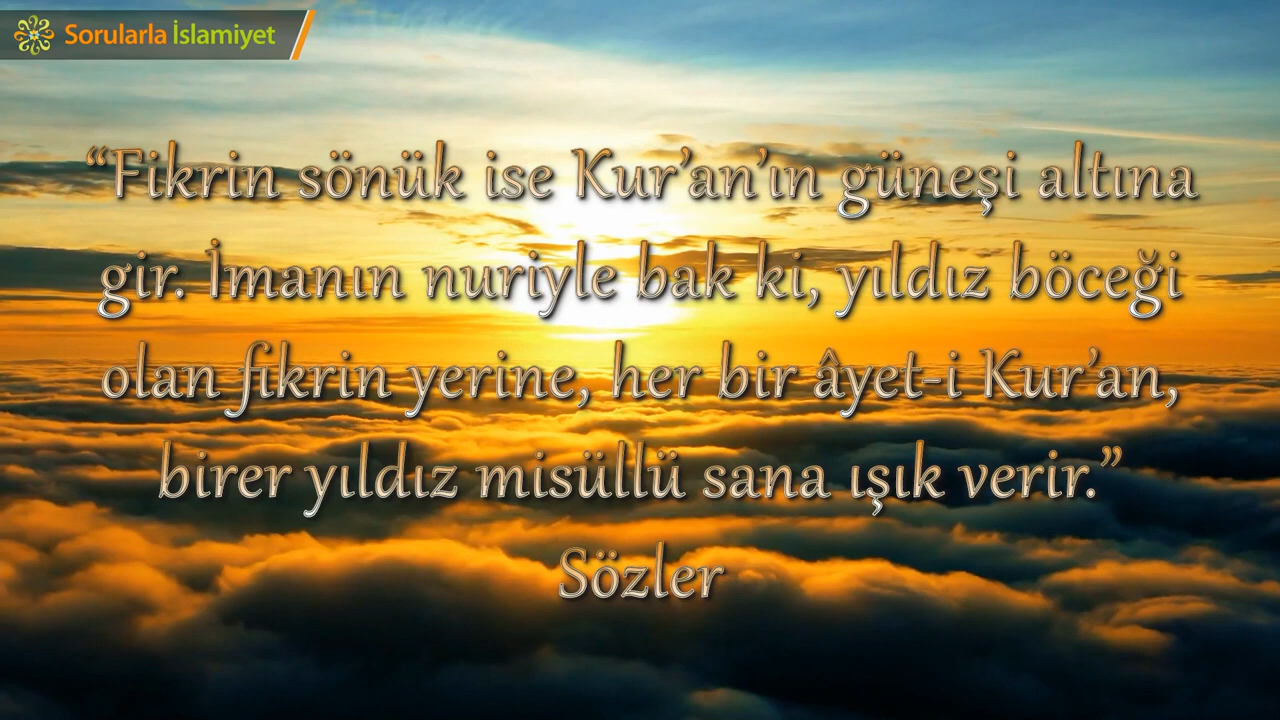 Sorularla İslamiyet
“Fikrin sönük ise Kur’an’ın güneşi altına
gir. İmanın nuriyle bak ki, yıldız böceği
olan fikrin yerine, her bir âyet-i Kur’an,
birer yıldız misüllü sana ışık verir.”
Sözler